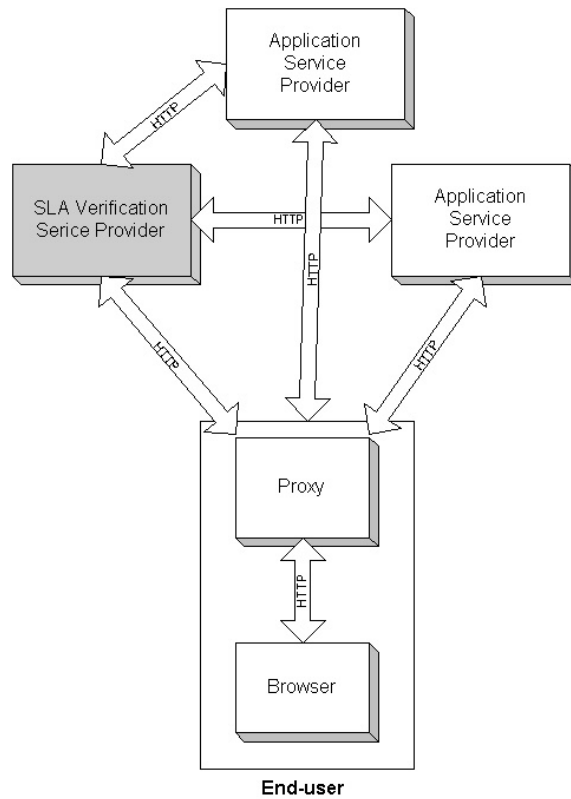 Application
Service
Provider
HTTP
SLA Verification
Serice Provider
HTTP
Application
Service
Provider
HTTP
HTTP
HTTP
Proxy
HTTP
Browser
End-user